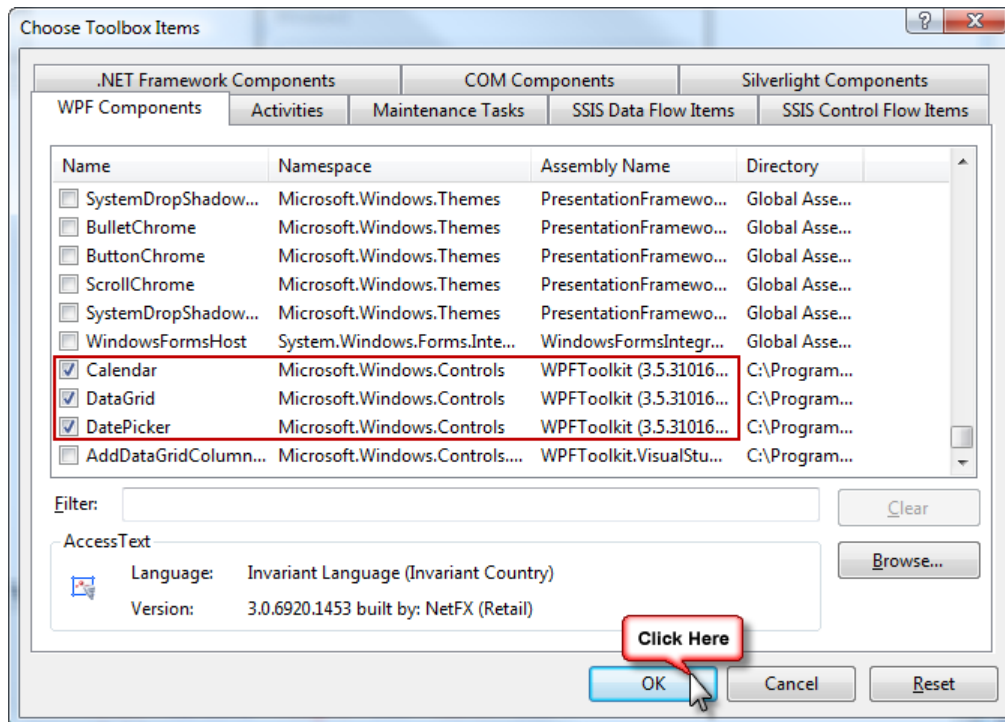 Choose Toolbox Items
.NET Framework Components COM Components Silverlight Components
WPF Components Activities Maintenance Tasks SSIS Data Flow Items SSIS Control Flow Items
Name Namespace Assembly Name Directory
SystemDropShadow... Microsoft.Windows.Themes PresentationFramewo... Global Asse...
BulletChrome Microsoft.Windows.Themes PresentationFramewo... Global Asse...
ButtonChrome Microsoft.Windows.Themes PresentationFramewo... Global Asse...
ScrollChrome Microsoft.Windows.Themes PresentationFramewo... Global Asse...
SystemDropShadow... Microsoft.Windows.Themes PresentationFramewo... Global Asse...
WindowsFormsHost System.Windows.Forms.Inte... WindowsFormsIntegr... Global Asse...
Calendar Microsoft.Windows.Controls WPFToolkit (3.5.31016... C:\Program...
DataGrid Microsoft.Windows.Controls WPFToolkit (3.5.31016... C:\Program...
DatePicker Microsoft.Windows.Controls WPFToolkit (3.5.31016... C:\Program...
AddDataGridColumn... Microsoft.Windows.Controls.... WPFToolkit.VisualStu... C:\Program...
Filter: Clear
AccessText
Browse...
Language: Invariant Language (Invariant Country)
Version: 3.0.6920.1453 built by: NetFX (Retail)
Click Here
OK Cancel Reset